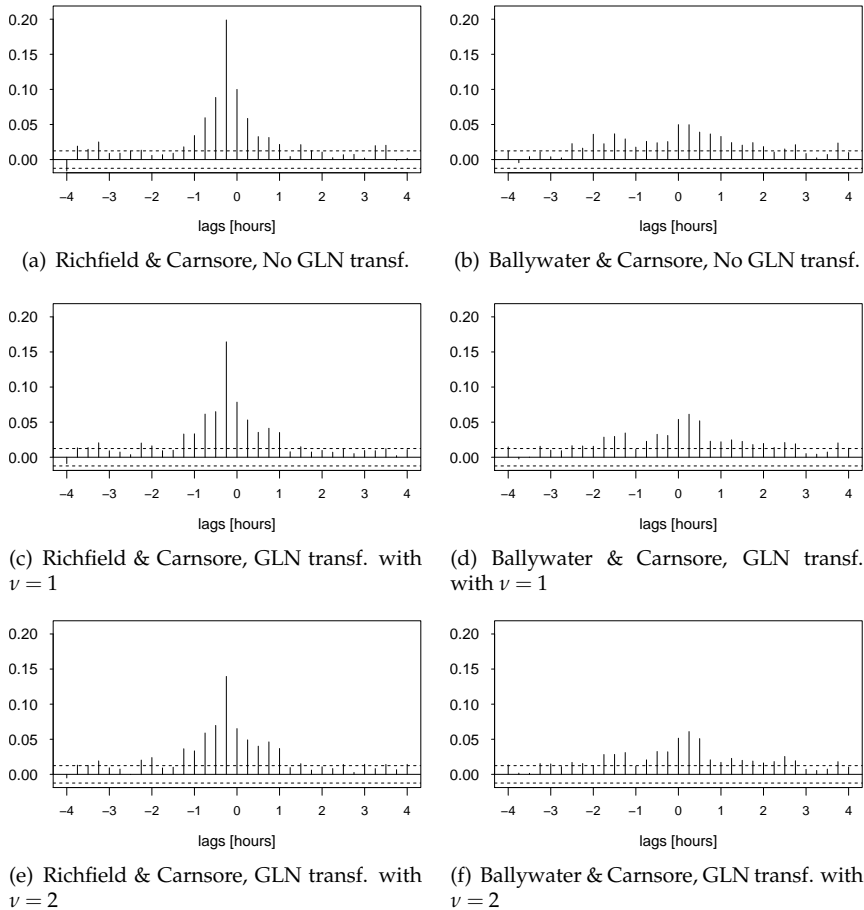 0.20
0.15
0.10
0.05
0.00
−4 −3 −2 −1 0 1 2 3 4
lags [hours]
(a) Richfield & Carnsore, No GLN transf.
0.20
0.15
0.10
0.05
0.00
−4 −3 −2 −1 0 1 2 3 4
lags [hours]
(b) Ballywater & Carnsore, No GLN transf.
0.20
0.15
0.10
0.05
0.00
−4 −3 −2 −1 0 1 2 3 4
lags [hours]
(c) Richfield & Carnsore, GLN transf. with
ν = 1
0.20
0.15
0.10
0.05
0.00
−4 −3 −2 −1 0 1 2 3 4
lags [hours]
(d) Ballywater & Carnsore, GLN transf.
with ν = 1
0.20
0.15
0.10
0.05
0.00
−4 −3 −2 −1 0 1 2 3 4
lags [hours]
(e) Richfield & Carnsore, GLN transf. with
ν = 2
0.20
0.15
0.10
0.05
0.00
−4 −3 −2 −1 0 1 2 3 4
lags [hours]
(f) Ballywater & Carnsore, GLN transf. with
ν = 2